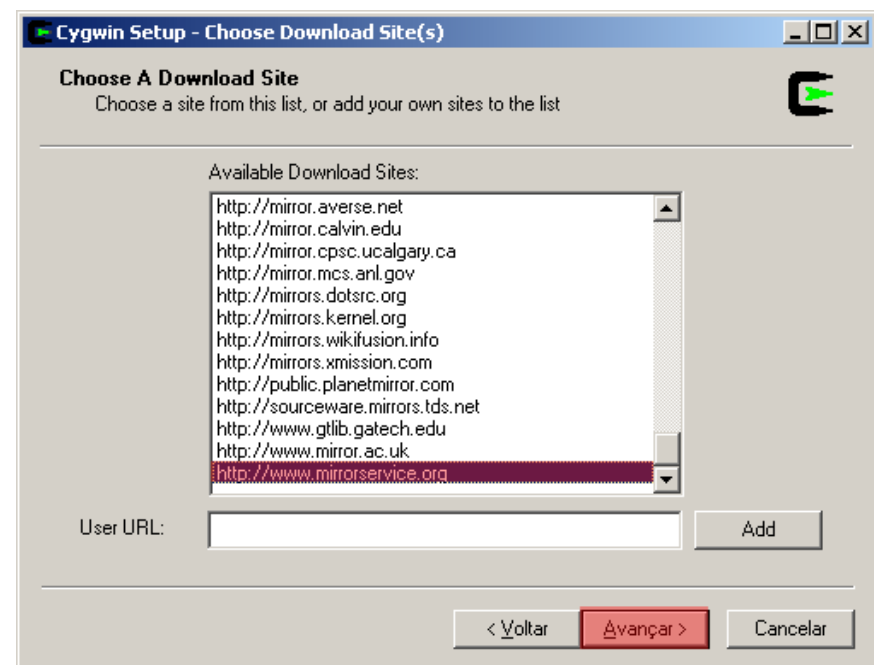 Cygwin Setup - Choose Download Site(s)
Choose A Download Site
Choose a site from this list, or add your own sites to the list
Available Download Sites:
http://mirror.averse.net
http://mirror.calvin.edu
http://mirror.cpsc.ucalgary.ca
http://mirror.mcs.anl.gov
http://mirrors.dotsrc.org
http://mirrors.kernel.org
http://mirrors.wikifusion.info
http://mirrors.xmission.com
http://public.planetmirror.com
http://sourceware.mirrors.tds.net
http://www.gtlib.gatech.edu
http://www.mirror.ac.uk
http://www.mirrorservice.org
User URL:
Add
< Voltar
Avançar >
Cancelar